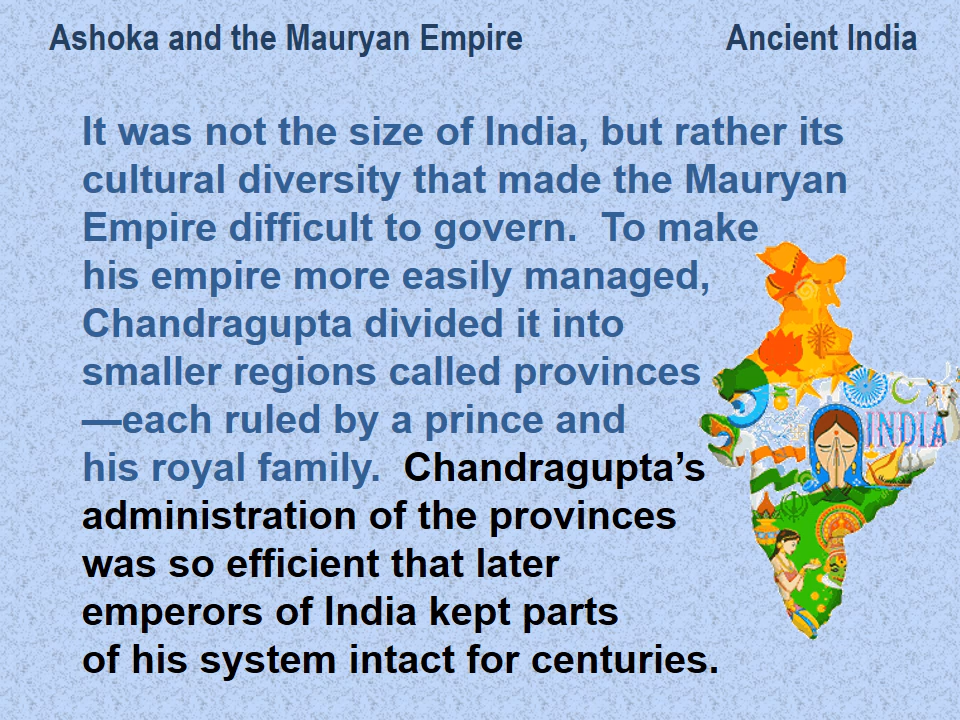 Ashoka and the Mauryan Empire
Ancient India
It was not the size of India, but rather its
cultural diversity that made the Mauryan
Empire difficult to govern.  To make
his empire more easily managed,
Chandragupta divided it into
smaller regions called provinces
—each ruled by a prince and
his royal family.  Chandragupta’s
administration of the provinces
was so efficient that later
emperors of India kept parts
of his system intact for centuries.
INDIA